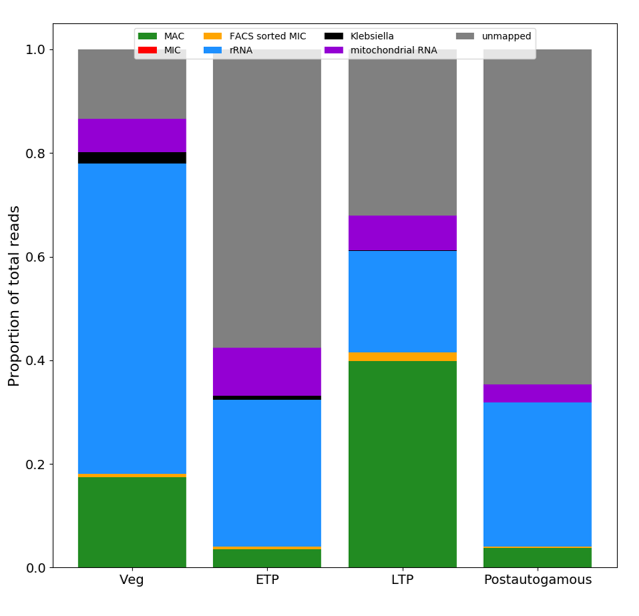 MAC
MIC
FACS sorted MIC
rRNA
Klebsiella
mitochondrial RNA
unmapped
Proportion of total reads
1.0
0.8
0.6
0.4
0.2
0.0
Veg
ETP
LTP
Postautogamous